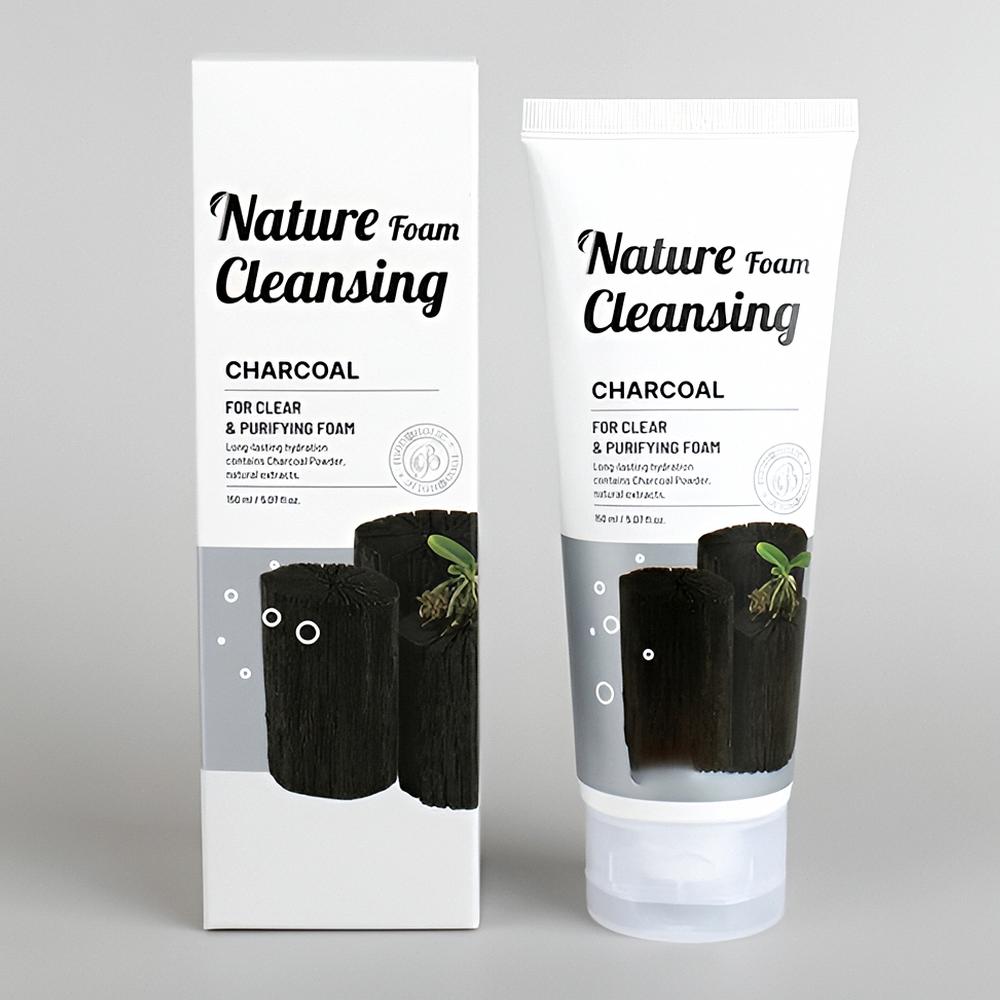 Nature Foam
Cleansing
CHARCOAL
FOR CLEAR
& PURIFYING FOAM
Long-lasting hydration
contains Charcoal Powder,
natural extracts.
150 ml / 5.07 fl.oz.
Nature Foam
Cleansing
CHARCOAL
FOR CLEAR
& PURIFYING FOAM
Long-lasting hydration
contains Charcoal Powder,
natural extracts.
150 ml / 5.07 fl.oz.